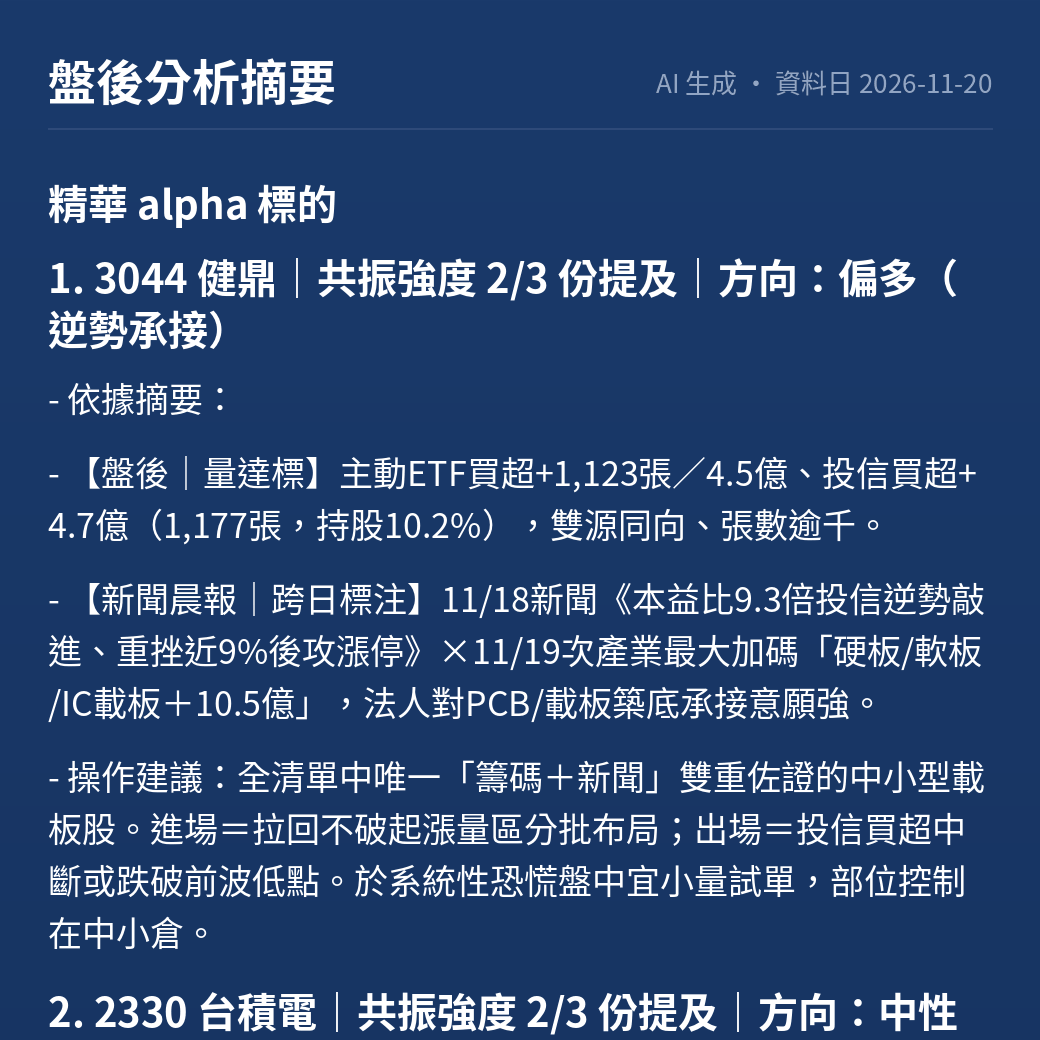 盤後分析摘要
AI 生成 • 資料日 2026-11-20
精華 alpha 標的
1. 3044 健鼎｜共振強度 2/3 份提及｜方向：偏多（
逆勢承接）
- 依據摘要：
- 【盤後｜量達標】主動ETF買超+1,123張／4.5億、投信買超+
4.7億（1,177張，持股10.2%），雙源同向、張數逾千。
- 【新聞晨報｜跨日標注】11/18新聞《本益比9.3倍投信逆勢敲
進、重挫近9%後攻漲停》×11/19次產業最大加碼「硬板/軟板
/IC載板＋10.5億」，法人對PCB/載板築底承接意願強。
- 操作建議：全清單中唯一「籌碼＋新聞」雙重佐證的中小型載
板股。進場＝拉回不破起漲量區分批布局；出場＝投信買超中
斷或跌破前波低點。於系統性恐慌盤中宜小量試單，部位控制
在中小倉。
2. 2330 台積電｜共振強度 2/3 份提及｜方向：中性